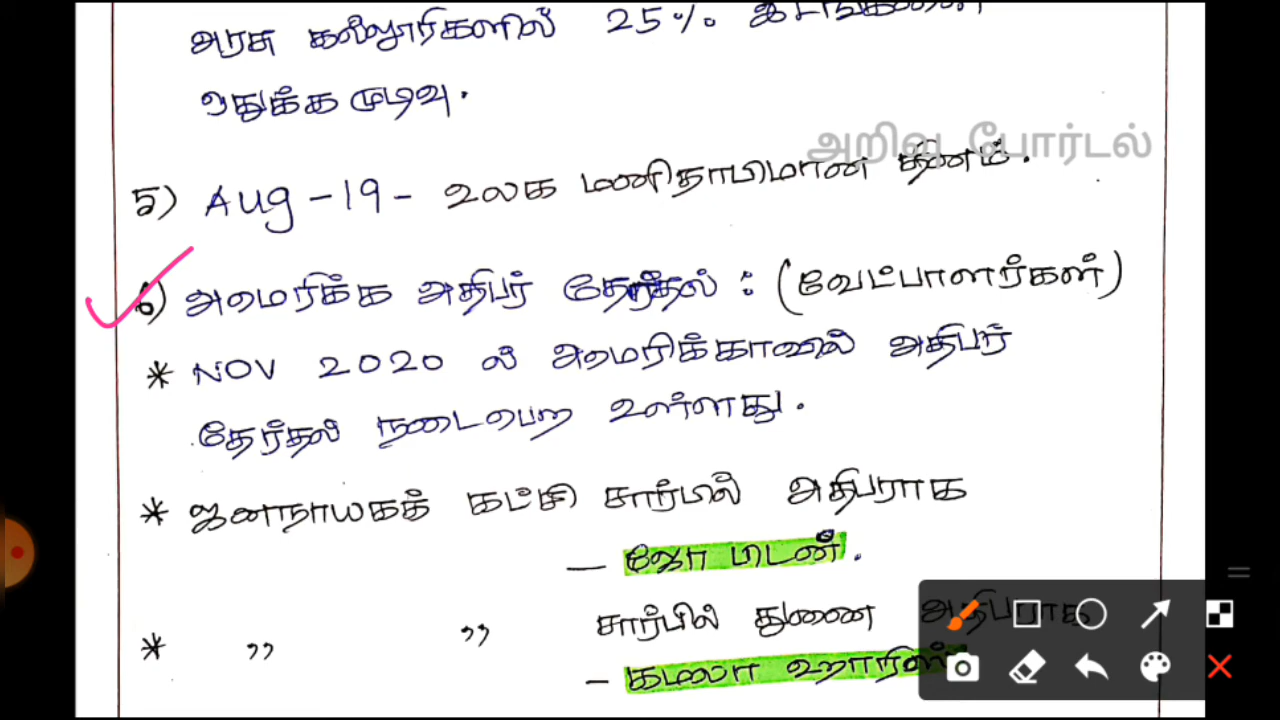 அரசு கல்லூரிகளில் 25% இடங்களை
ஒதுக்க முடிவு.
அறிவு போர்டல்
5) Aug - 19 - உலக மனிதாபிமான தினம்.
6) அமெரிக்க அதிபர் தேர்தல் : (வேட்பாளர்கள்)
* NOV 2020 ல் அமெரிக்காவில் அதிபர்
தேர்தல் நடைபெற உள்ளது.
* ஜனநாயகக் கட்சி சார்பில் அதிபராக
– ஜோ பிடன்.
* ,, ,, சார்பில் துணை அதிபராக
– கமலா ஹாரிஸ்